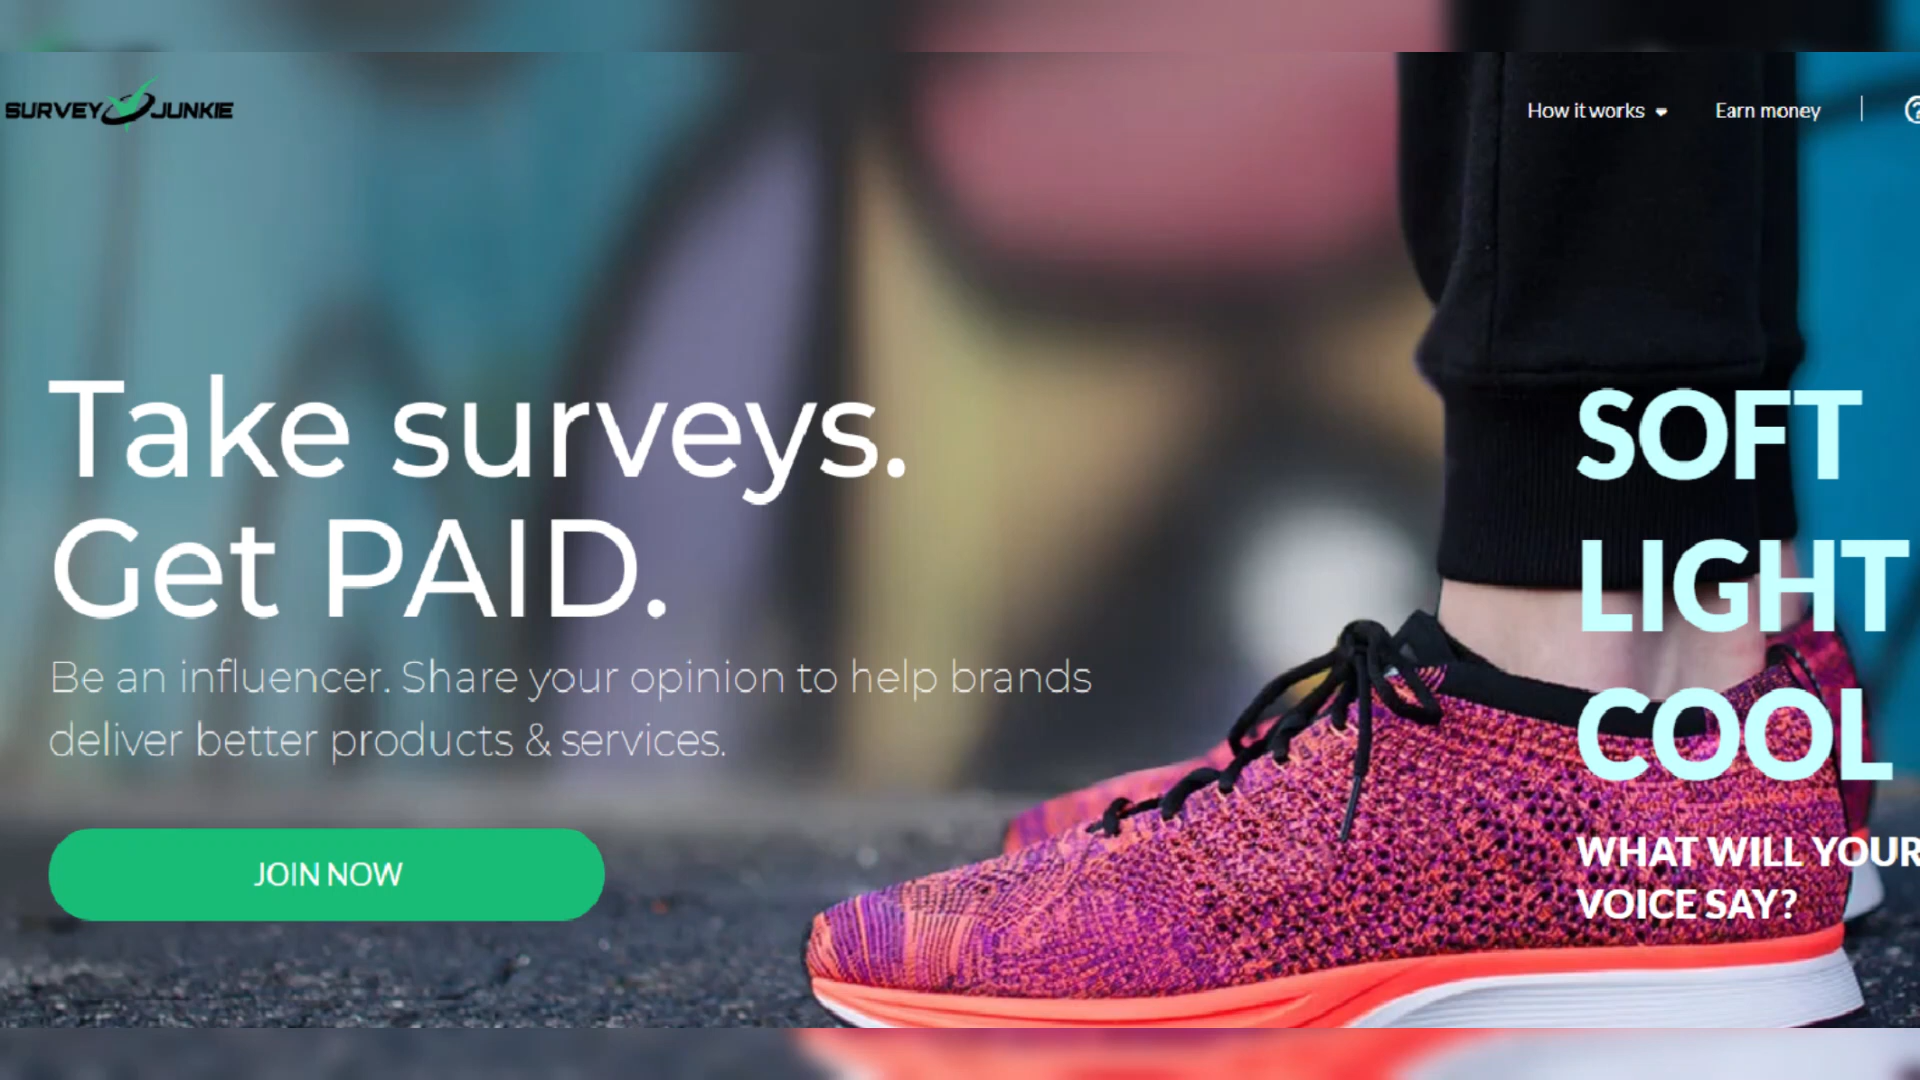 SURVEY JUNKIE
How it works
Earn money
Take surveys.
Get PAID.
Be an influencer. Share your opinion to help brands
deliver better products & services.
JOIN NOW
SOFT
LIGHT
COOL
WHAT WILL YOUR
VOICE SAY?